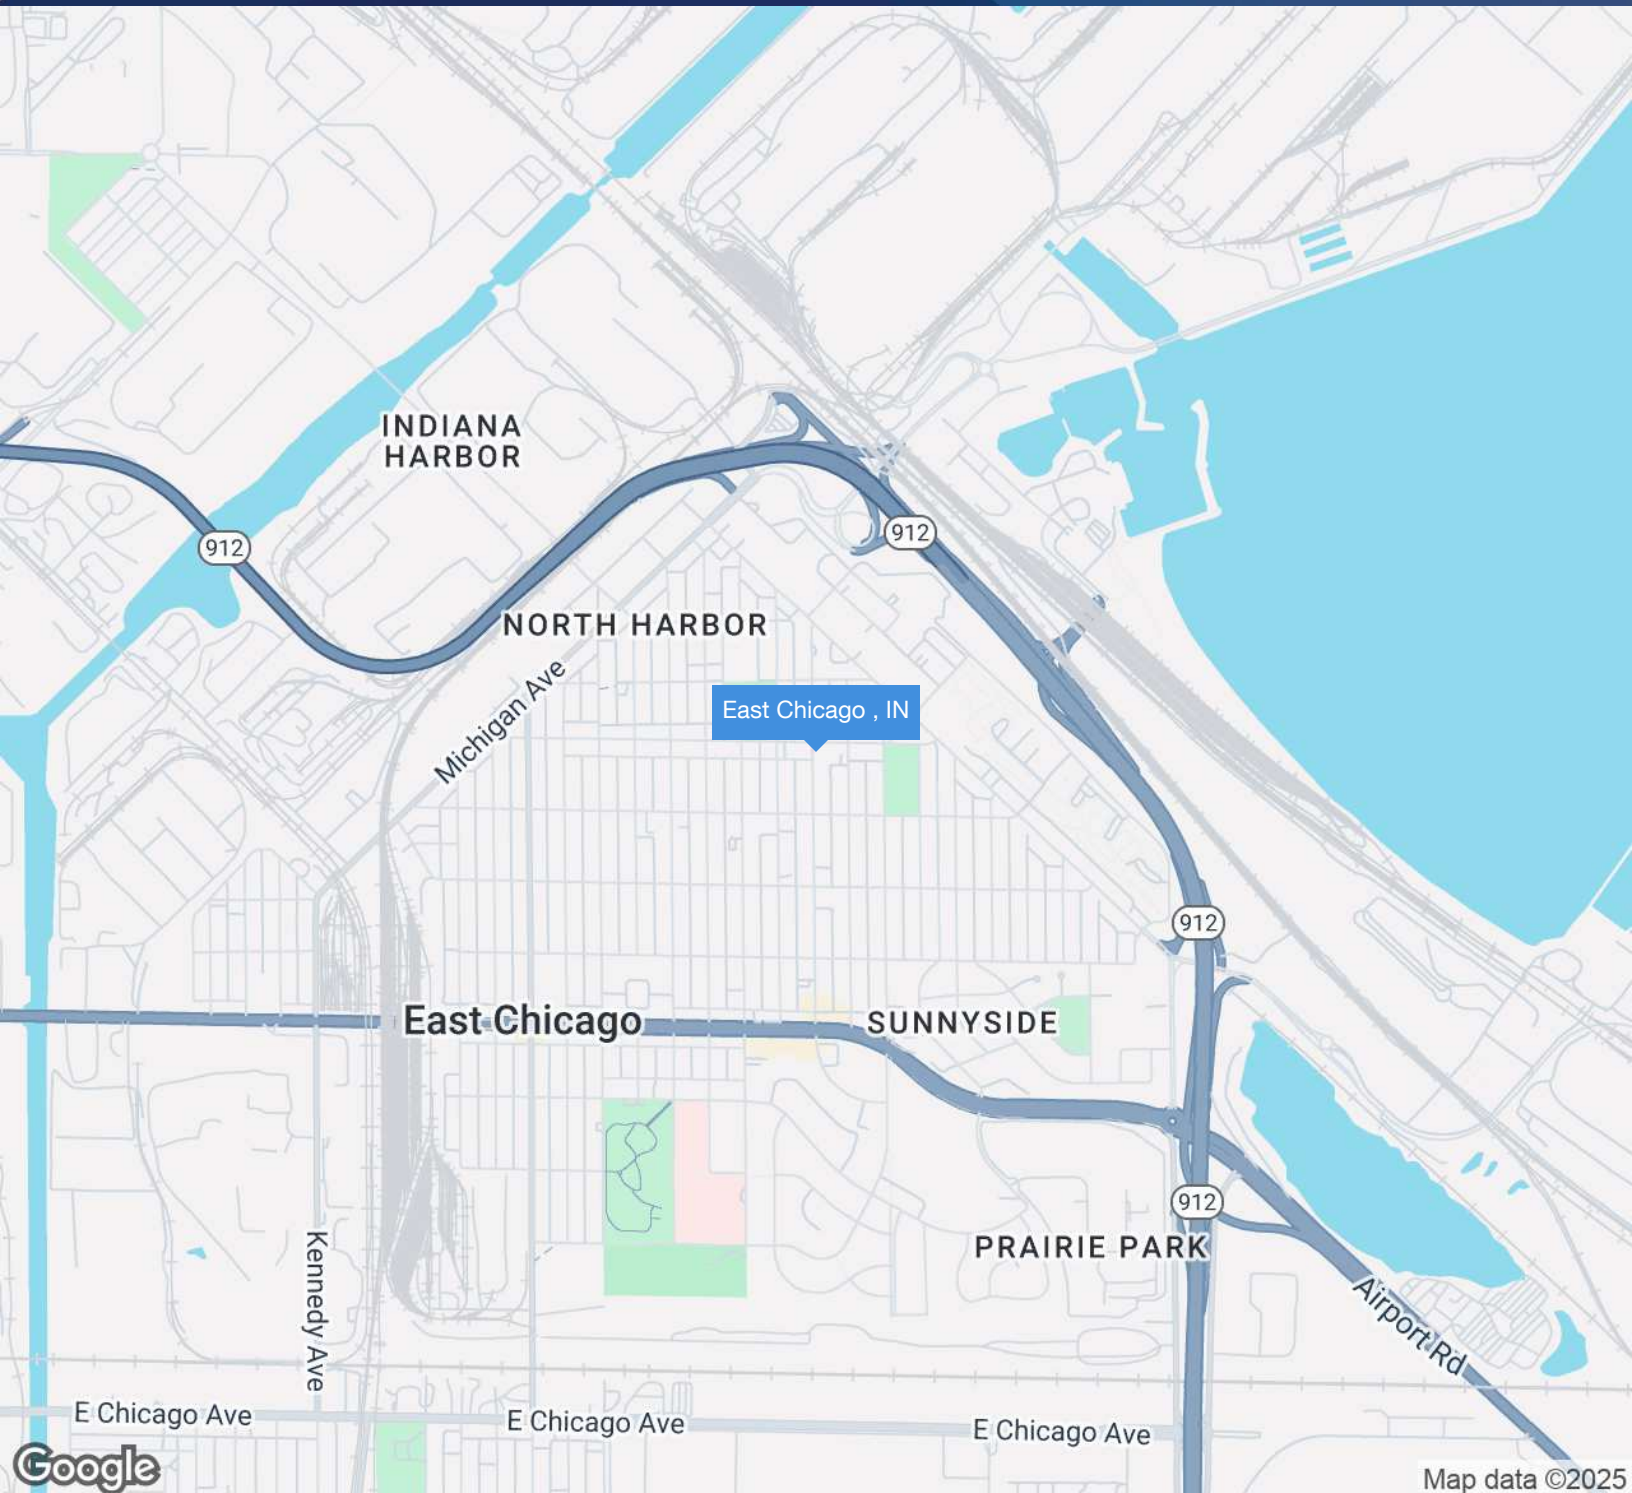 INDIANA
HARBOR
912
912
NORTH HARBOR
Michigan Ave
East Chicago , IN
912
East Chicago
SUNNYSIDE
912
PRAIRIE PARK
Kennedy Ave
Airport Rd
E Chicago Ave
E Chicago Ave
E Chicago Ave
Google
Map data ©2025